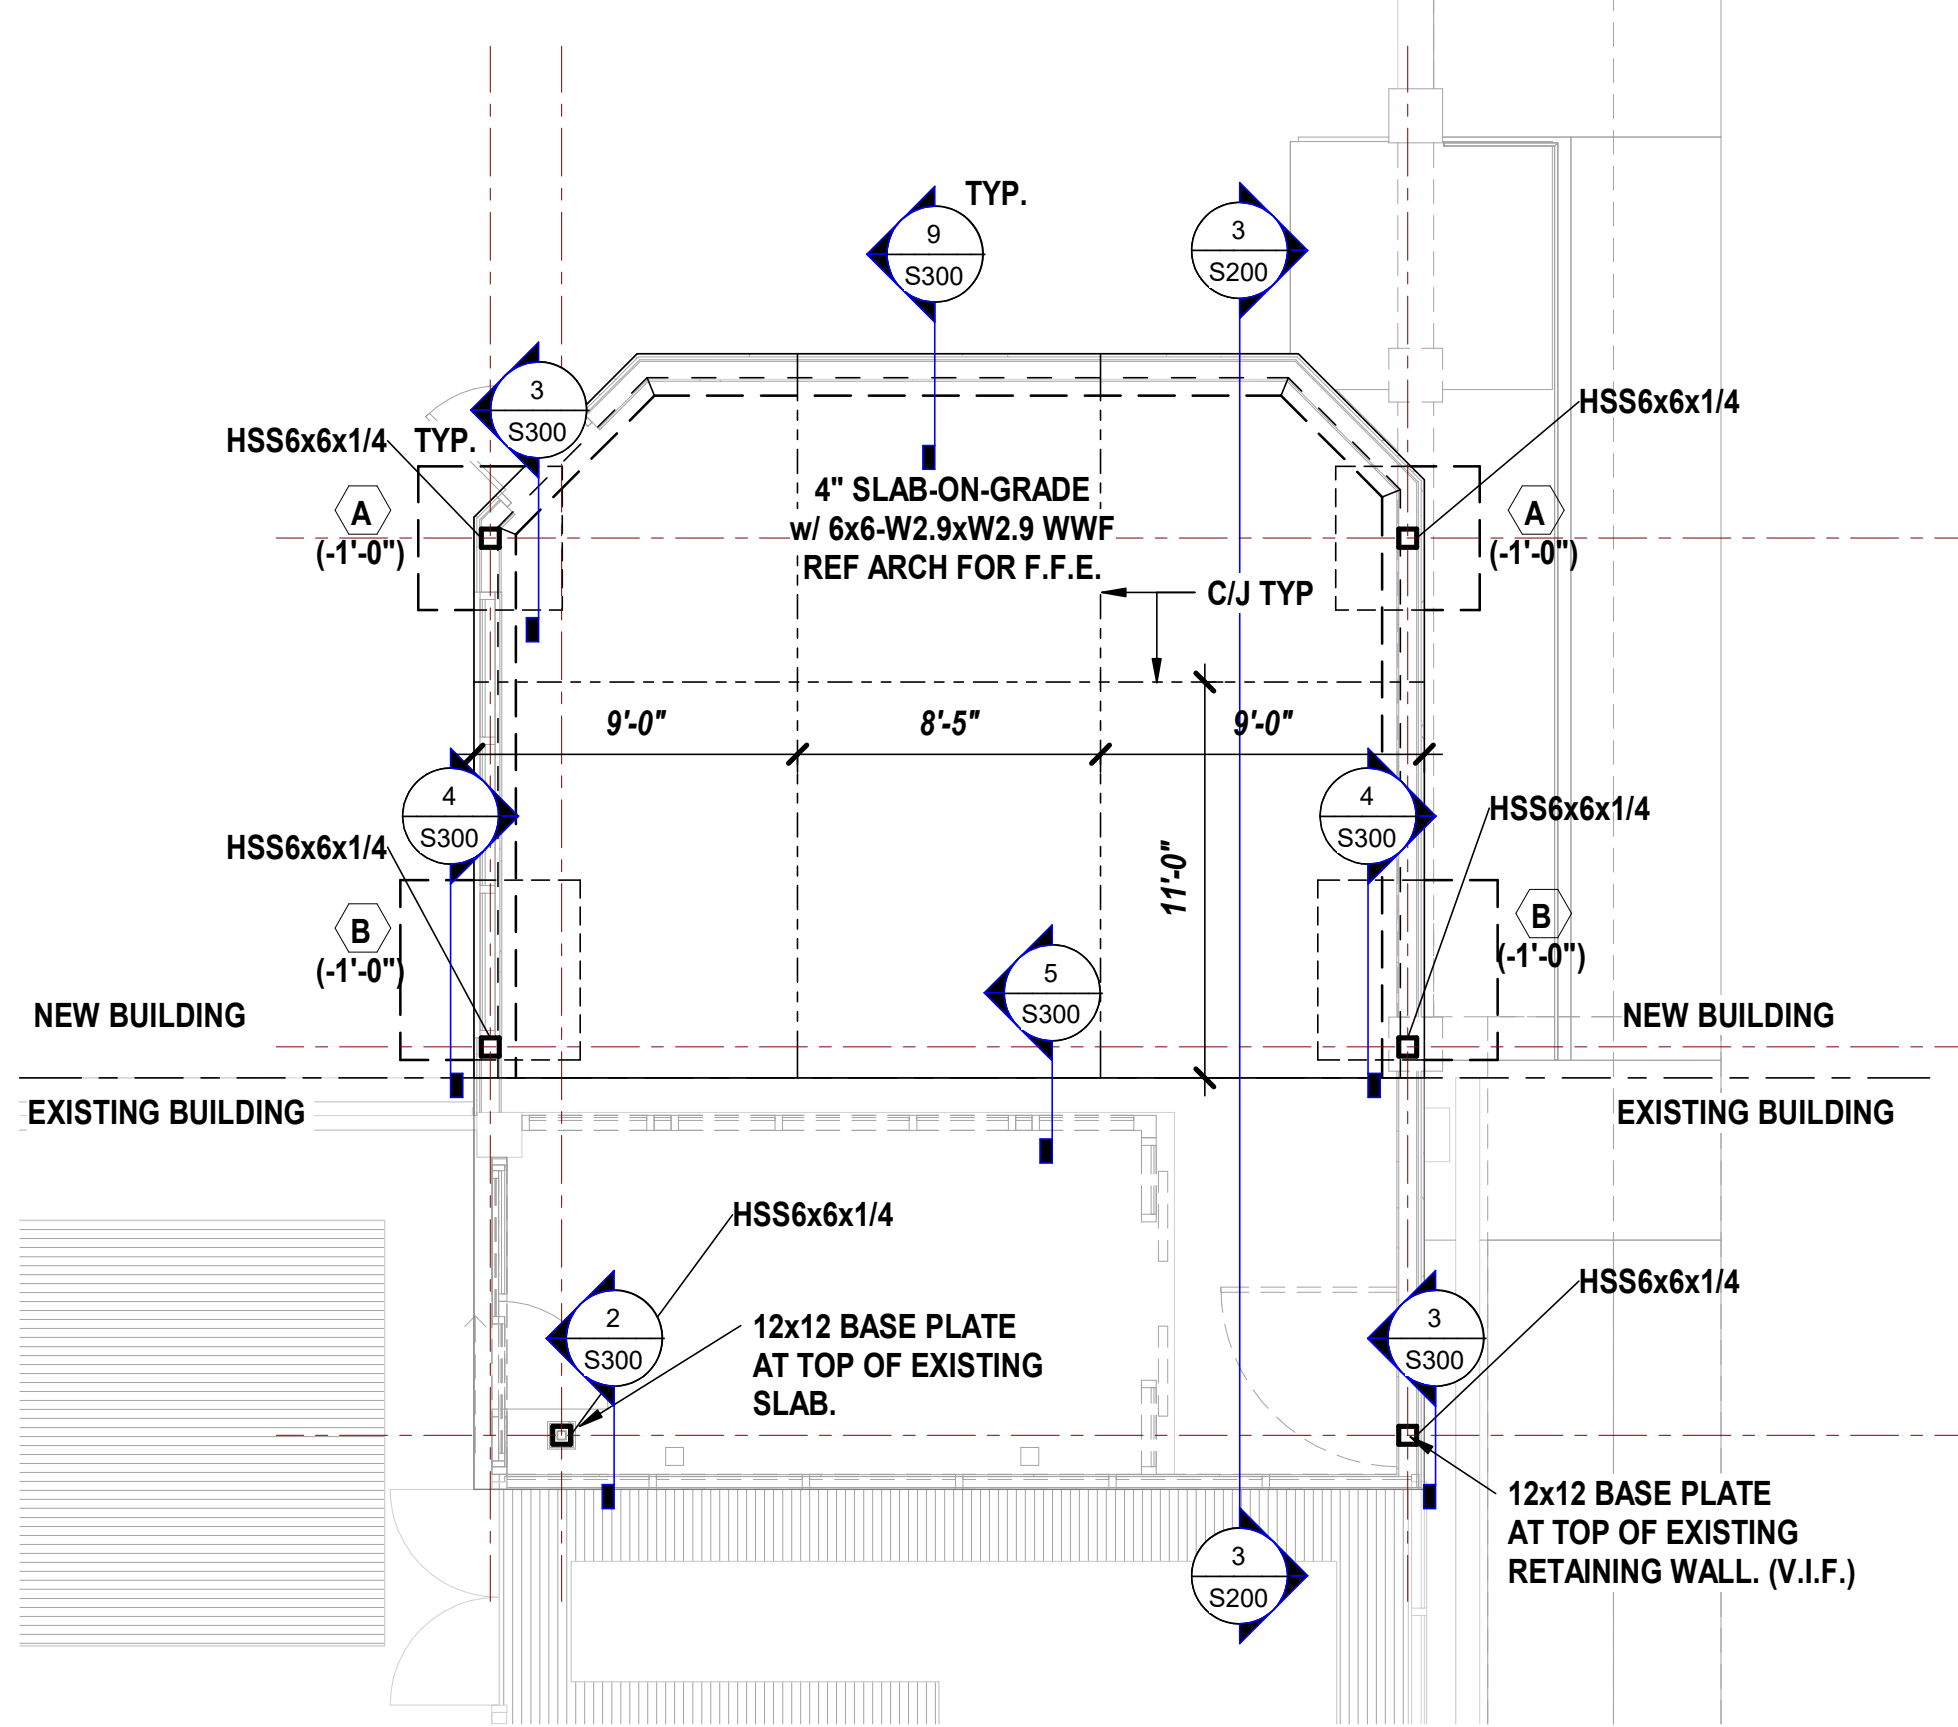 TYP.
9
S300
3
S200
3
S300
HSS6x6x1/4
TYP.
HSS6x6x1/4
A
(-1'-0")
4" SLAB-ON-GRADE
w/ 6x6-W2.9xW2.9 WWF
REF ARCH FOR F.F.E.
A
(-1'-0")
C/J TYP
9'-0"
8'-5"
9'-0"
4
S300
4
S300
HSS6x6x1/4
HSS6x6x1/4
11'-0"
B
(-1'-0")
B
(-1'-0")
5
S300
NEW BUILDING
NEW BUILDING
EXISTING BUILDING
EXISTING BUILDING
HSS6x6x1/4
HSS6x6x1/4
2
S300
12x12 BASE PLATE
AT TOP OF EXISTING
SLAB.
3
S300
12x12 BASE PLATE
AT TOP OF EXISTING
RETAINING WALL. (V.I.F.)
3
S200